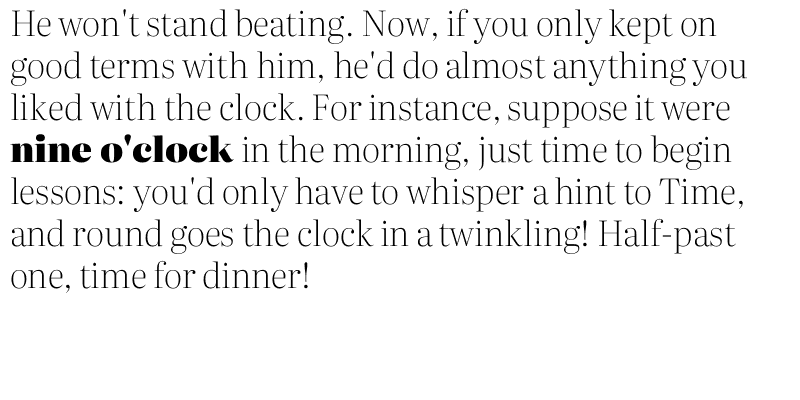 He won't stand beating. Now, if you only kept on
good terms with him, he'd do almost anything you
liked with the clock. For instance, suppose it were
nine o'clock in the morning, just time to begin
lessons: you'd only have to whisper a hint to Time,
and round goes the clock in a twinkling! Half-past
one, time for dinner!